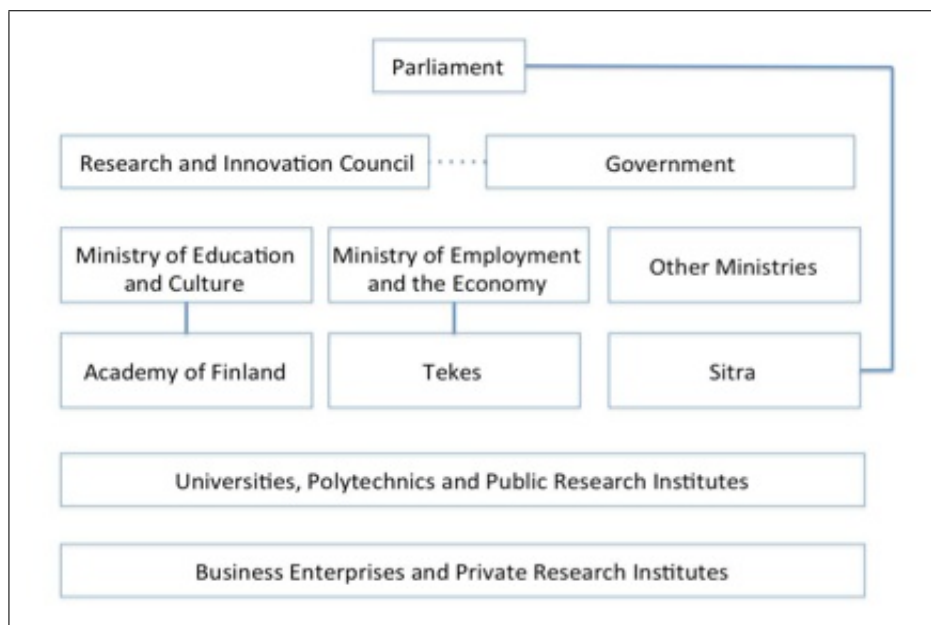 Parliament
Research and Innovation Council
Government
Ministry of Education
and Culture
Ministry of Employment
and the Economy
Other Ministries
Academy of Finland
Tekes
Sitra
Universities, Polytechnics and Public Research Institutes
Business Enterprises and Private Research Institutes